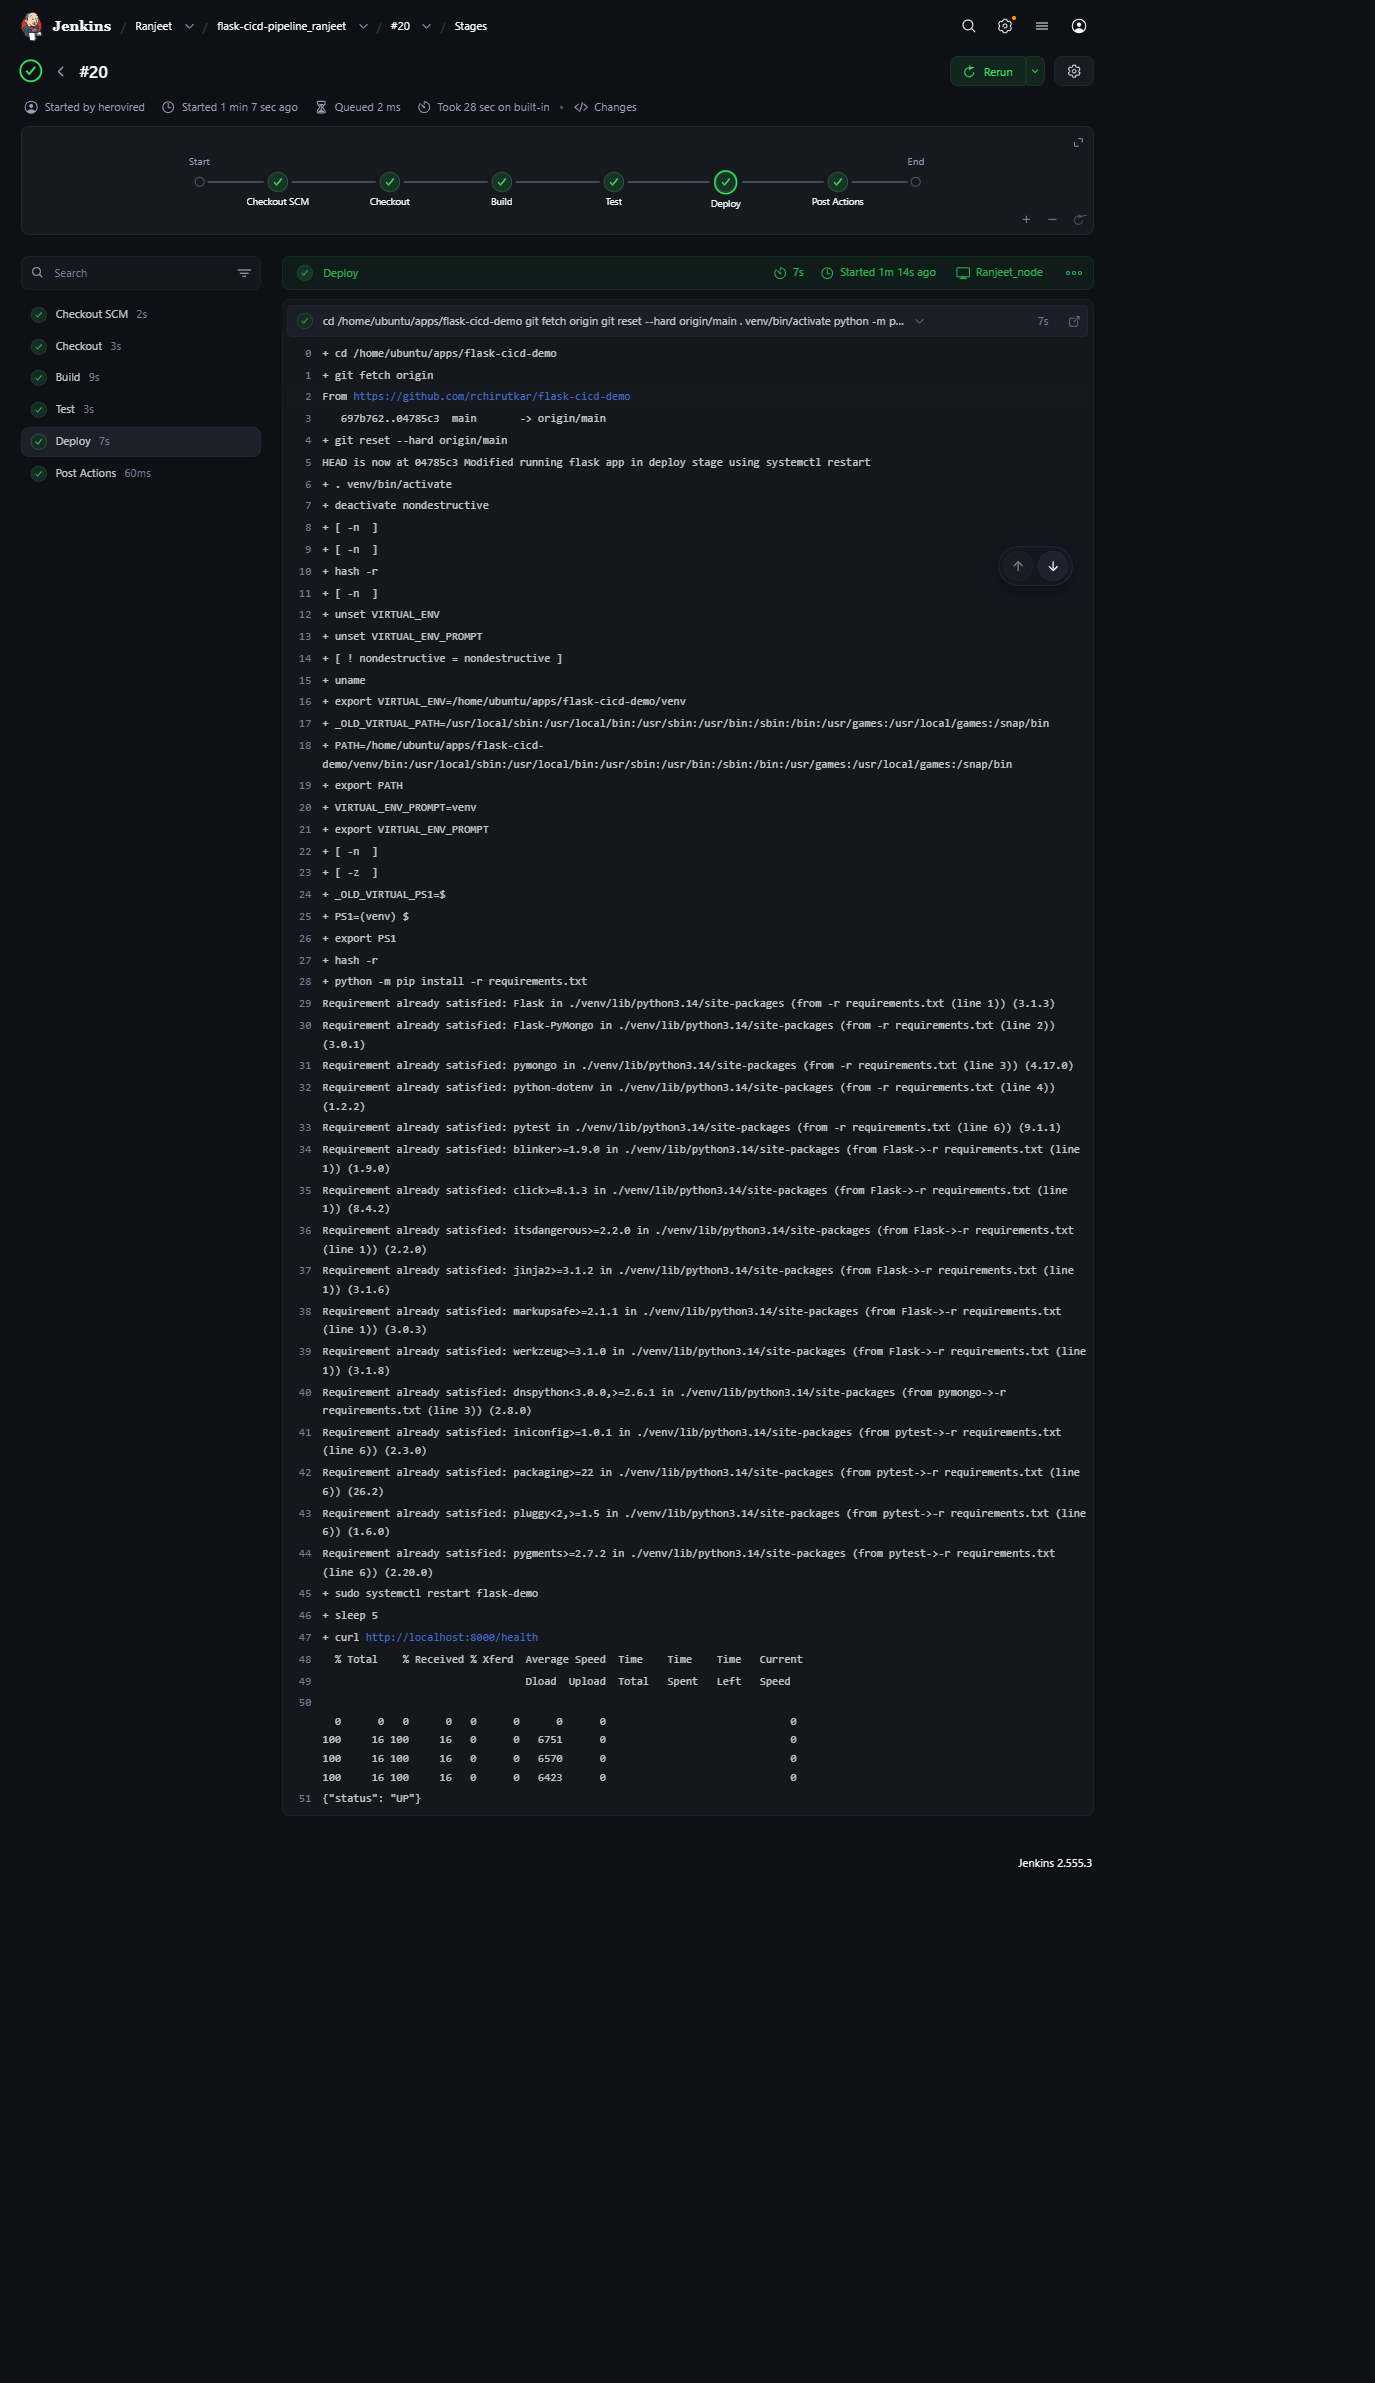 Jenkins / Ranjeet / flask-cicd-pipeline_ranjeet / #20 / Stages
#20
Rerun
Started by herovired Started 1 min 7 sec ago Queued 2 ms Took 28 sec on built-in • Changes
Start End
Checkout SCM Checkout Build Test Deploy Post Actions
Search
Checkout SCM 2s
Checkout 3s
Build 9s
Test 3s
Deploy 7s
Post Actions 60ms
Deploy 7s Started 1m 14s ago Ranjeet_node
cd /home/ubuntu/apps/flask-cicd-demo git fetch origin git reset --hard origin/main . venv/bin/activate python -m p... 7s
0 + cd /home/ubuntu/apps/flask-cicd-demo
1 + git fetch origin
2 From https://github.com/rchirutkar/flask-cicd-demo
3 697b762..04785c3 main -> origin/main
4 + git reset --hard origin/main
5 HEAD is now at 04785c3 Modified running flask app in deploy stage using systemctl restart
6 + . venv/bin/activate
7 + deactivate nondestructive
8 + [ -n ]
9 + [ -n ]
10 + hash -r
11 + [ -n ]
12 + unset VIRTUAL_ENV
13 + unset VIRTUAL_ENV_PROMPT
14 + [ ! nondestructive = nondestructive ]
15 + uname
16 + export VIRTUAL_ENV=/home/ubuntu/apps/flask-cicd-demo/venv
17 + _OLD_VIRTUAL_PATH=/usr/local/sbin:/usr/local/bin:/usr/sbin:/usr/bin:/sbin:/bin:/usr/games:/usr/local/games:/snap/bin
18 + PATH=/home/ubuntu/apps/flask-cicd-
demo/venv/bin:/usr/local/sbin:/usr/local/bin:/usr/sbin:/usr/bin:/sbin:/bin:/usr/games:/usr/local/games:/snap/bin
19 + export PATH
20 + VIRTUAL_ENV_PROMPT=venv
21 + export VIRTUAL_ENV_PROMPT
22 + [ -n ]
23 + [ -z ]
24 + _OLD_VIRTUAL_PS1=$
25 + PS1=(venv) $
26 + export PS1
27 + hash -r
28 + python -m pip install -r requirements.txt
29 Requirement already satisfied: Flask in ./venv/lib/python3.14/site-packages (from -r requirements.txt (line 1)) (3.1.3)
30 Requirement already satisfied: Flask-PyMongo in ./venv/lib/python3.14/site-packages (from -r requirements.txt (line 2))
(3.0.1)
31 Requirement already satisfied: pymongo in ./venv/lib/python3.14/site-packages (from -r requirements.txt (line 3)) (4.17.0)
32 Requirement already satisfied: python-dotenv in ./venv/lib/python3.14/site-packages (from -r requirements.txt (line 4))
(1.2.2)
33 Requirement already satisfied: pytest in ./venv/lib/python3.14/site-packages (from -r requirements.txt (line 6)) (9.1.1)
34 Requirement already satisfied: blinker>=1.9.0 in ./venv/lib/python3.14/site-packages (from Flask->-r requirements.txt (line
1)) (1.9.0)
35 Requirement already satisfied: click>=8.1.3 in ./venv/lib/python3.14/site-packages (from Flask->-r requirements.txt (line
1)) (8.4.2)
36 Requirement already satisfied: itsdangerous>=2.2.0 in ./venv/lib/python3.14/site-packages (from Flask->-r requirements.txt
(line 1)) (2.2.0)
37 Requirement already satisfied: jinja2>=3.1.2 in ./venv/lib/python3.14/site-packages (from Flask->-r requirements.txt (line
1)) (3.1.6)
38 Requirement already satisfied: markupsafe>=2.1.1 in ./venv/lib/python3.14/site-packages (from Flask->-r requirements.txt
(line 1)) (3.0.3)
39 Requirement already satisfied: werkzeug>=3.1.0 in ./venv/lib/python3.14/site-packages (from Flask->-r requirements.txt (line
1)) (3.1.8)
40 Requirement already satisfied: dnspython<3.0.0,>=2.6.1 in ./venv/lib/python3.14/site-packages (from pymongo->-r
requirements.txt (line 3)) (2.8.0)
41 Requirement already satisfied: iniconfig>=1.0.1 in ./venv/lib/python3.14/site-packages (from pytest->-r requirements.txt
(line 6)) (2.3.0)
42 Requirement already satisfied: packaging>=22 in ./venv/lib/python3.14/site-packages (from pytest->-r requirements.txt (line
6)) (26.2)
43 Requirement already satisfied: pluggy<2,>=1.5 in ./venv/lib/python3.14/site-packages (from pytest->-r requirements.txt (line
6)) (1.6.0)
44 Requirement already satisfied: pygments>=2.7.2 in ./venv/lib/python3.14/site-packages (from pytest->-r requirements.txt
(line 6)) (2.20.0)
45 + sudo systemctl restart flask-demo
46 + sleep 5
47 + curl http://localhost:8000/health
48 % Total % Received % Xferd Average Speed Time Time Time Current
49 Dload Upload Total Spent Left Speed
50
0 0 0 0 0 0 0 0 0
100 16 100 16 0 0 6751 0 0
100 16 100 16 0 0 6570 0 0
100 16 100 16 0 0 6423 0 0
51 {"status": "UP"}
Jenkins 2.555.3